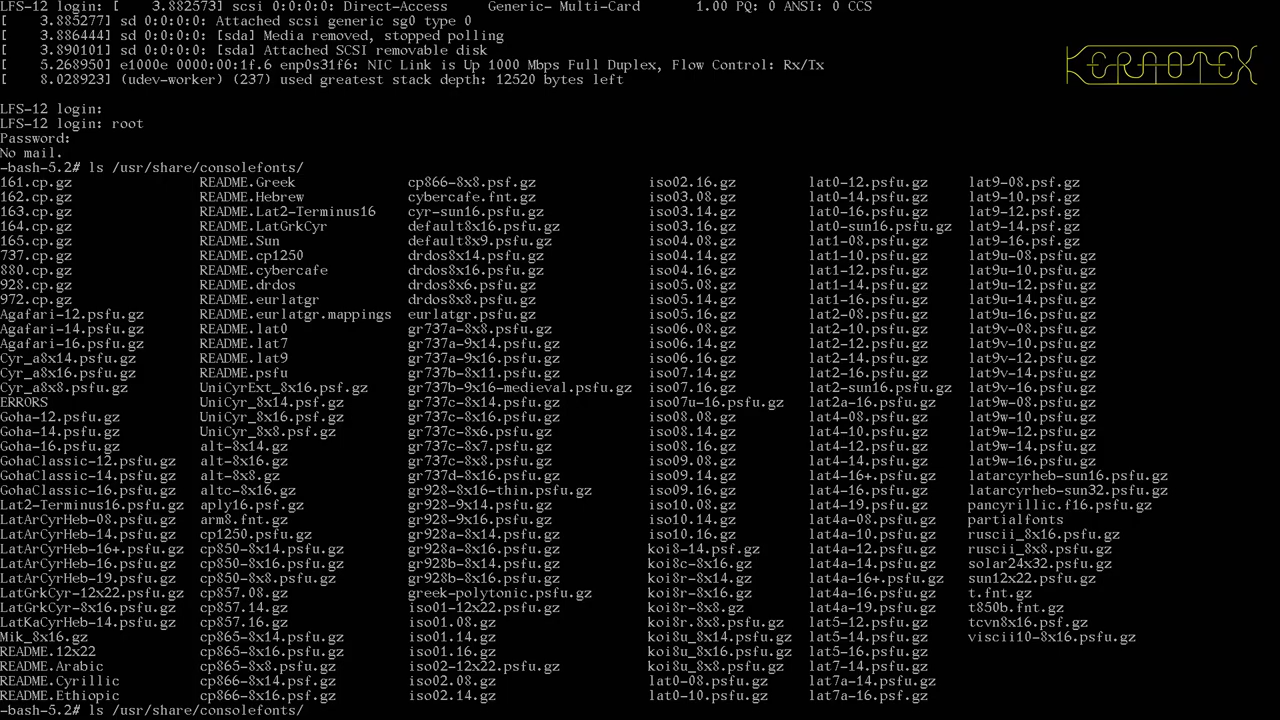 LFS-12 login: [    3.882573] scsi 0:0:0:0: Direct-Access     Generic- Multi-Card       1.00 PQ: 0 ANSI: 0 CCS
[    3.885277] sd 0:0:0:0: Attached scsi generic sg0 type 0
[    3.886444] sd 0:0:0:0: [sda] Media removed, stopped polling
[    3.890101] sd 0:0:0:0: [sda] Attached SCSI removable disk
[    5.268950] e1000e 0000:00:1f.6 enp0s31f6: NIC Link is Up 1000 Mbps Full Duplex, Flow Control: Rx/Tx
[    8.028923] (udev-worker) (237) used greatest stack depth: 12520 bytes left
KERNOTEX
LFS-12 login:
LFS-12 login: root
Password:
No mail.
-bash-5.2# ls /usr/share/consolefonts/
161.cp.gz README.Greek cp866-8x8.psf.gz iso02.16.gz lat0-12.psfu.gz lat9-08.psf.gz
162.cp.gz README.Hebrew cybercafe.fnt.gz iso03.08.gz lat0-14.psfu.gz lat9-10.psf.gz
163.cp.gz README.Lat2-Terminus16 cyr-sun16.psfu.gz iso03.14.gz lat0-16.psfu.gz lat9-12.psf.gz
164.cp.gz README.LatGrkCyr default8x16.psfu.gz iso03.16.gz lat0-sun16.psfu.gz lat9-14.psf.gz
165.cp.gz README.Sun default8x9.psfu.gz iso04.08.gz lat1-08.psfu.gz lat9-16.psf.gz
737.cp.gz README.cp1250 drdos8x14.psfu.gz iso04.14.gz lat1-10.psfu.gz lat9u-08.psfu.gz
880.cp.gz README.cybercafe drdos8x16.psfu.gz iso04.16.gz lat1-12.psfu.gz lat9u-10.psfu.gz
928.cp.gz README.drdos drdos8x6.psfu.gz iso05.08.gz lat1-14.psfu.gz lat9u-12.psfu.gz
972.cp.gz README.eurlatgr drdos8x8.psfu.gz iso05.14.gz lat1-16.psfu.gz lat9u-14.psfu.gz
Agafari-12.psfu.gz README.eurlatgr.mappings eurlatgr.psfu.gz iso05.16.gz lat2-08.psfu.gz lat9u-16.psfu.gz
Agafari-14.psfu.gz README.lat0 gr737a-8x8.psfu.gz iso06.08.gz lat2-10.psfu.gz lat9v-08.psfu.gz
Agafari-16.psfu.gz README.lat7 gr737a-9x14.psfu.gz iso06.14.gz lat2-12.psfu.gz lat9v-10.psfu.gz
Cyr_a8x14.psfu.gz README.lat9 gr737a-9x16.psfu.gz iso06.16.gz lat2-14.psfu.gz lat9v-12.psfu.gz
Cyr_a8x16.psfu.gz README.psfu gr737b-8x11.psfu.gz iso07.14.gz lat2-16.psfu.gz lat9v-14.psfu.gz
Cyr_a8x8.psfu.gz UniCyrExt_8x16.psf.gz gr737b-9x16-medieval.psfu.gz iso07.16.gz lat2-sun16.psfu.gz lat9v-16.psfu.gz
ERRORS UniCyr_8x14.psf.gz gr737c-8x14.psfu.gz iso07u-16.psfu.gz lat2a-16.psfu.gz lat9w-08.psfu.gz
Goha-12.psfu.gz UniCyr_8x16.psf.gz gr737c-8x16.psfu.gz iso08.08.gz lat4-08.psfu.gz lat9w-10.psfu.gz
Goha-14.psfu.gz UniCyr_8x8.psf.gz gr737c-8x6.psfu.gz iso08.14.gz lat4-10.psfu.gz lat9w-12.psfu.gz
Goha-16.psfu.gz alt-8x14.gz gr737c-8x7.psfu.gz iso08.16.gz lat4-12.psfu.gz lat9w-14.psfu.gz
GohaClassic-12.psfu.gz alt-8x16.gz gr737c-8x8.psfu.gz iso09.08.gz lat4-14.psfu.gz lat9w-16.psfu.gz
GohaClassic-14.psfu.gz alt-8x8.gz gr737d-8x16.psfu.gz iso09.14.gz lat4-16+.psfu.gz latarcyrheb-sun16.psfu.gz
GohaClassic-16.psfu.gz altc-8x16.gz gr928-8x16-thin.psfu.gz iso09.16.gz lat4-16.psfu.gz latarcyrheb-sun32.psfu.gz
Lat2-Terminus16.psfu.gz aply16.psf.gz gr928-9x14.psfu.gz iso10.08.gz lat4-19.psfu.gz pancyrillic.f16.psfu.gz
LatArCyrHeb-08.psfu.gz arm8.fnt.gz gr928-9x16.psfu.gz iso10.14.gz lat4a-08.psfu.gz partialfonts
LatArCyrHeb-14.psfu.gz cp1250.psfu.gz gr928a-8x14.psfu.gz iso10.16.gz lat4a-10.psfu.gz ruscii_8x16.psfu.gz
LatArCyrHeb-16+.psfu.gz cp850-8x14.psfu.gz gr928a-8x16.psfu.gz koi8-14.psf.gz lat4a-12.psfu.gz ruscii_8x8.psfu.gz
LatArCyrHeb-16.psfu.gz cp850-8x16.psfu.gz gr928b-8x14.psfu.gz koi8c-8x16.gz lat4a-14.psfu.gz solar24x32.psfu.gz
LatArCyrHeb-19.psfu.gz cp850-8x8.psfu.gz gr928b-8x16.psfu.gz koi8r-8x14.gz lat4a-16+.psfu.gz sun12x22.psfu.gz
LatGrkCyr-12x22.psfu.gz cp857.08.gz greek-polytonic.psfu.gz koi8r-8x16.gz lat4a-16.psfu.gz t.fnt.gz
LatGrkCyr-8x16.psfu.gz cp857.14.gz iso01-12x22.psfu.gz koi8r-8x8.gz lat4a-19.psfu.gz t850b.fnt.gz
LatKaCyrHeb-14.psfu.gz cp857.16.gz iso01.08.gz koi8r.8x8.psfu.gz lat5-12.psfu.gz tcvn8x16.psf.gz
Mik_8x16.gz cp865-8x14.psfu.gz iso01.14.gz koi8u_8x14.psfu.gz lat5-14.psfu.gz viscii10-8x16.psfu.gz
README.12x22 cp865-8x16.psfu.gz iso01.16.gz koi8u_8x16.psfu.gz lat5-16.psfu.gz
README.Arabic cp865-8x8.psfu.gz iso02-12x22.psfu.gz koi8u_8x8.psfu.gz lat7-14.psfu.gz
README.Cyrillic cp866-8x14.psf.gz iso02.08.gz lat0-08.psfu.gz lat7a-14.psfu.gz
README.Ethiopic cp866-8x16.psf.gz iso02.14.gz lat0-10.psfu.gz lat7a-16.psf.gz
-bash-5.2# ls /usr/share/consolefonts/